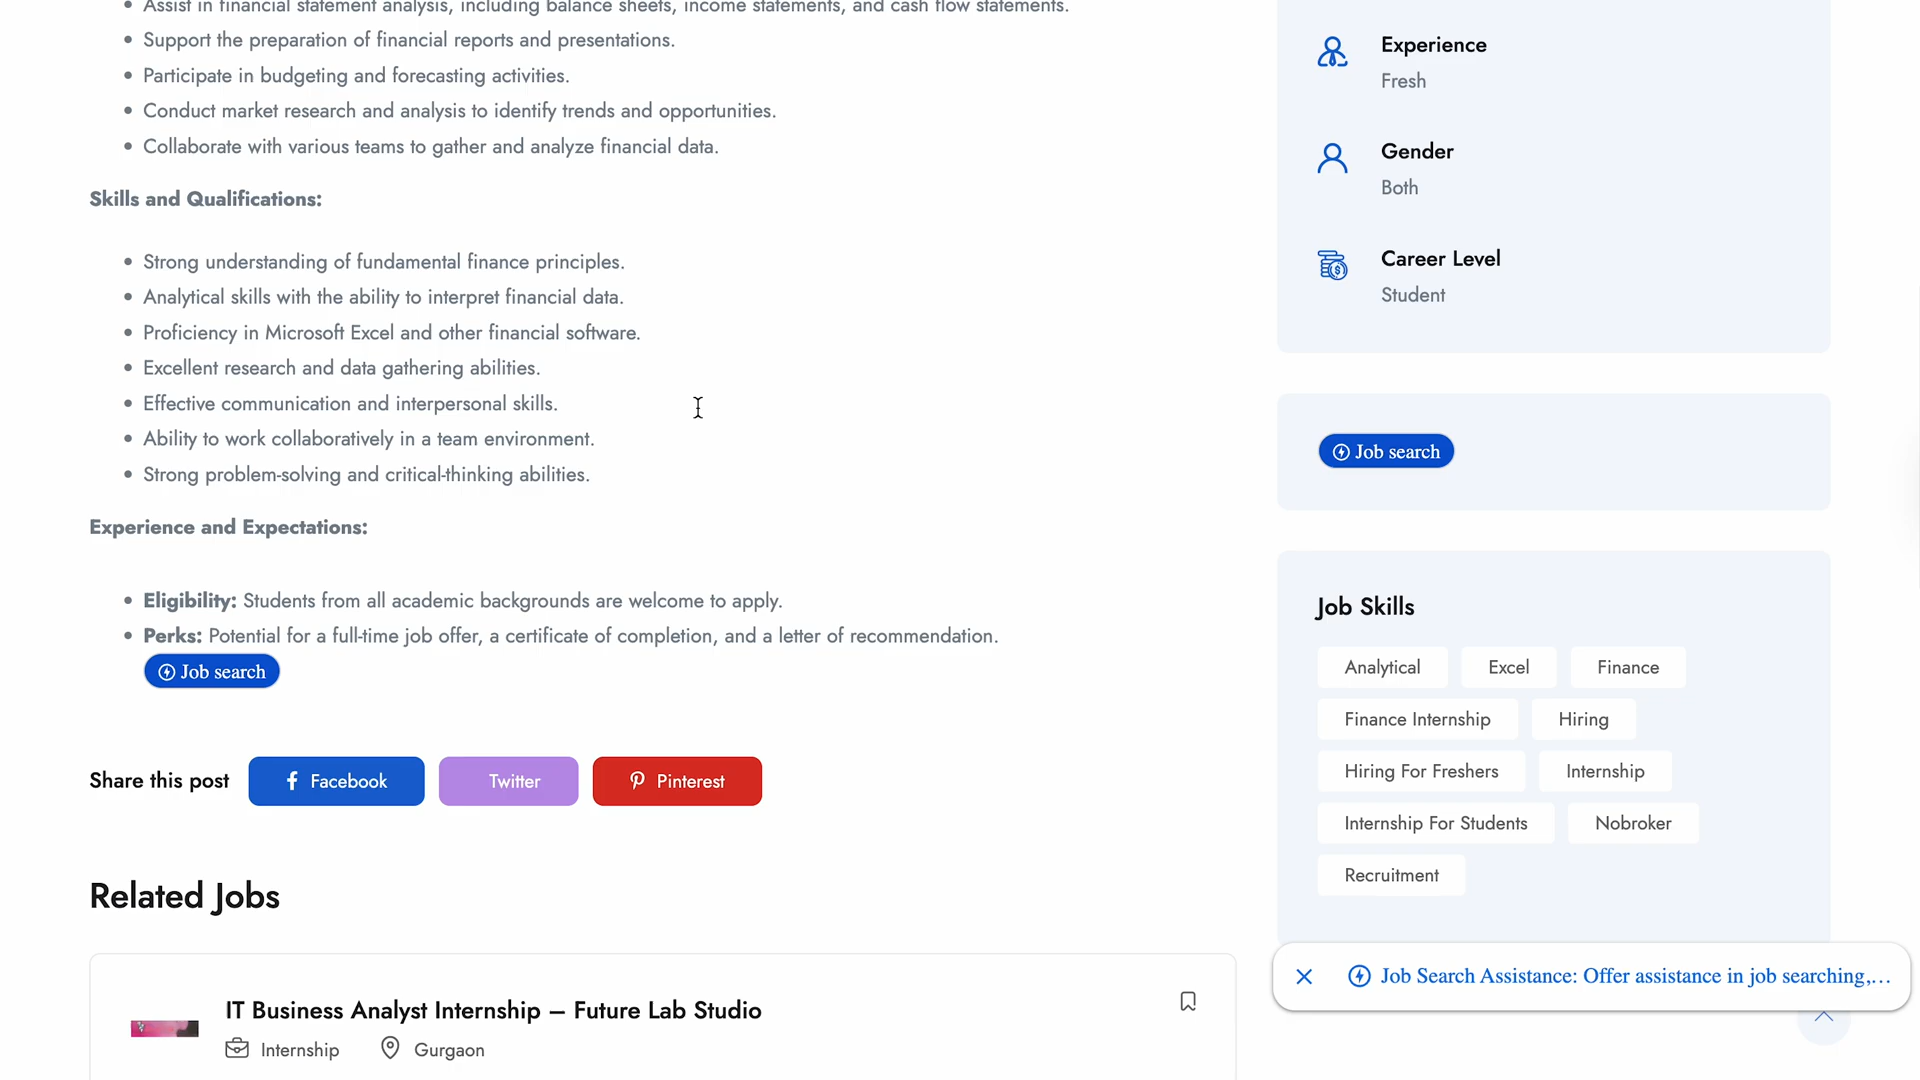 Assist in financial statement analysis, including balance sheets, income statements, and cash flow statements.
Support the preparation of financial reports and presentations.
Participate in budgeting and forecasting activities.
Conduct market research and analysis to identify trends and opportunities.
Collaborate with various teams to gather and analyze financial data.
Skills and Qualifications:
Strong understanding of fundamental finance principles.
Analytical skills with the ability to interpret financial data.
Proficiency in Microsoft Excel and other financial software.
Excellent research and data gathering abilities.
Effective communication and interpersonal skills.
Ability to work collaboratively in a team environment.
Strong problem-solving and critical-thinking abilities.
Experience and Expectations:
Eligibility: Students from all academic backgrounds are welcome to apply.
Perks: Potential for a full-time job offer, a certificate of completion, and a letter of recommendation.
Job search
Share this post Facebook Twitter Pinterest
Related Jobs
IT Business Analyst Internship – Future Lab Studio
Internship Gurgaon
Experience
Fresh
Gender
Both
Career Level
Student
Job search
Job Skills
Analytical Excel Finance
Finance Internship Hiring
Hiring For Freshers Internship
Internship For Students Nobroker
Recruitment
Job Search Assistance: Offer assistance in job searching,...